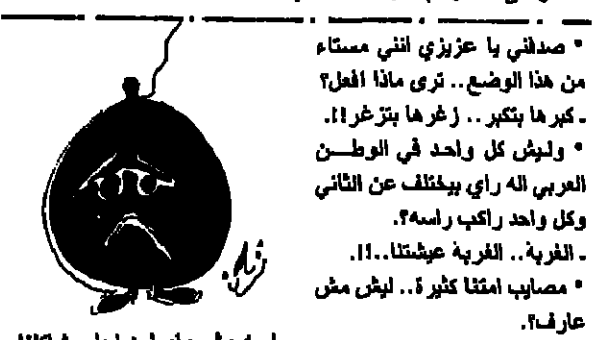 * صدقني يا عزيزي انني مستاء
من هذا الوضع.. ترى ماذا افعل؟
ـ كبرها بتكبر.. زغرها بتزغر!!.
* وليش كل واحد في الوطن
العربي اله راي بيختلف عن الثاني
وكل واحد راكب راسه؟.
ـ الغربة.. الغربة عيشتنا..!!.
* مصايب امتنا كثيرة.. ليش مش
عارف؟.